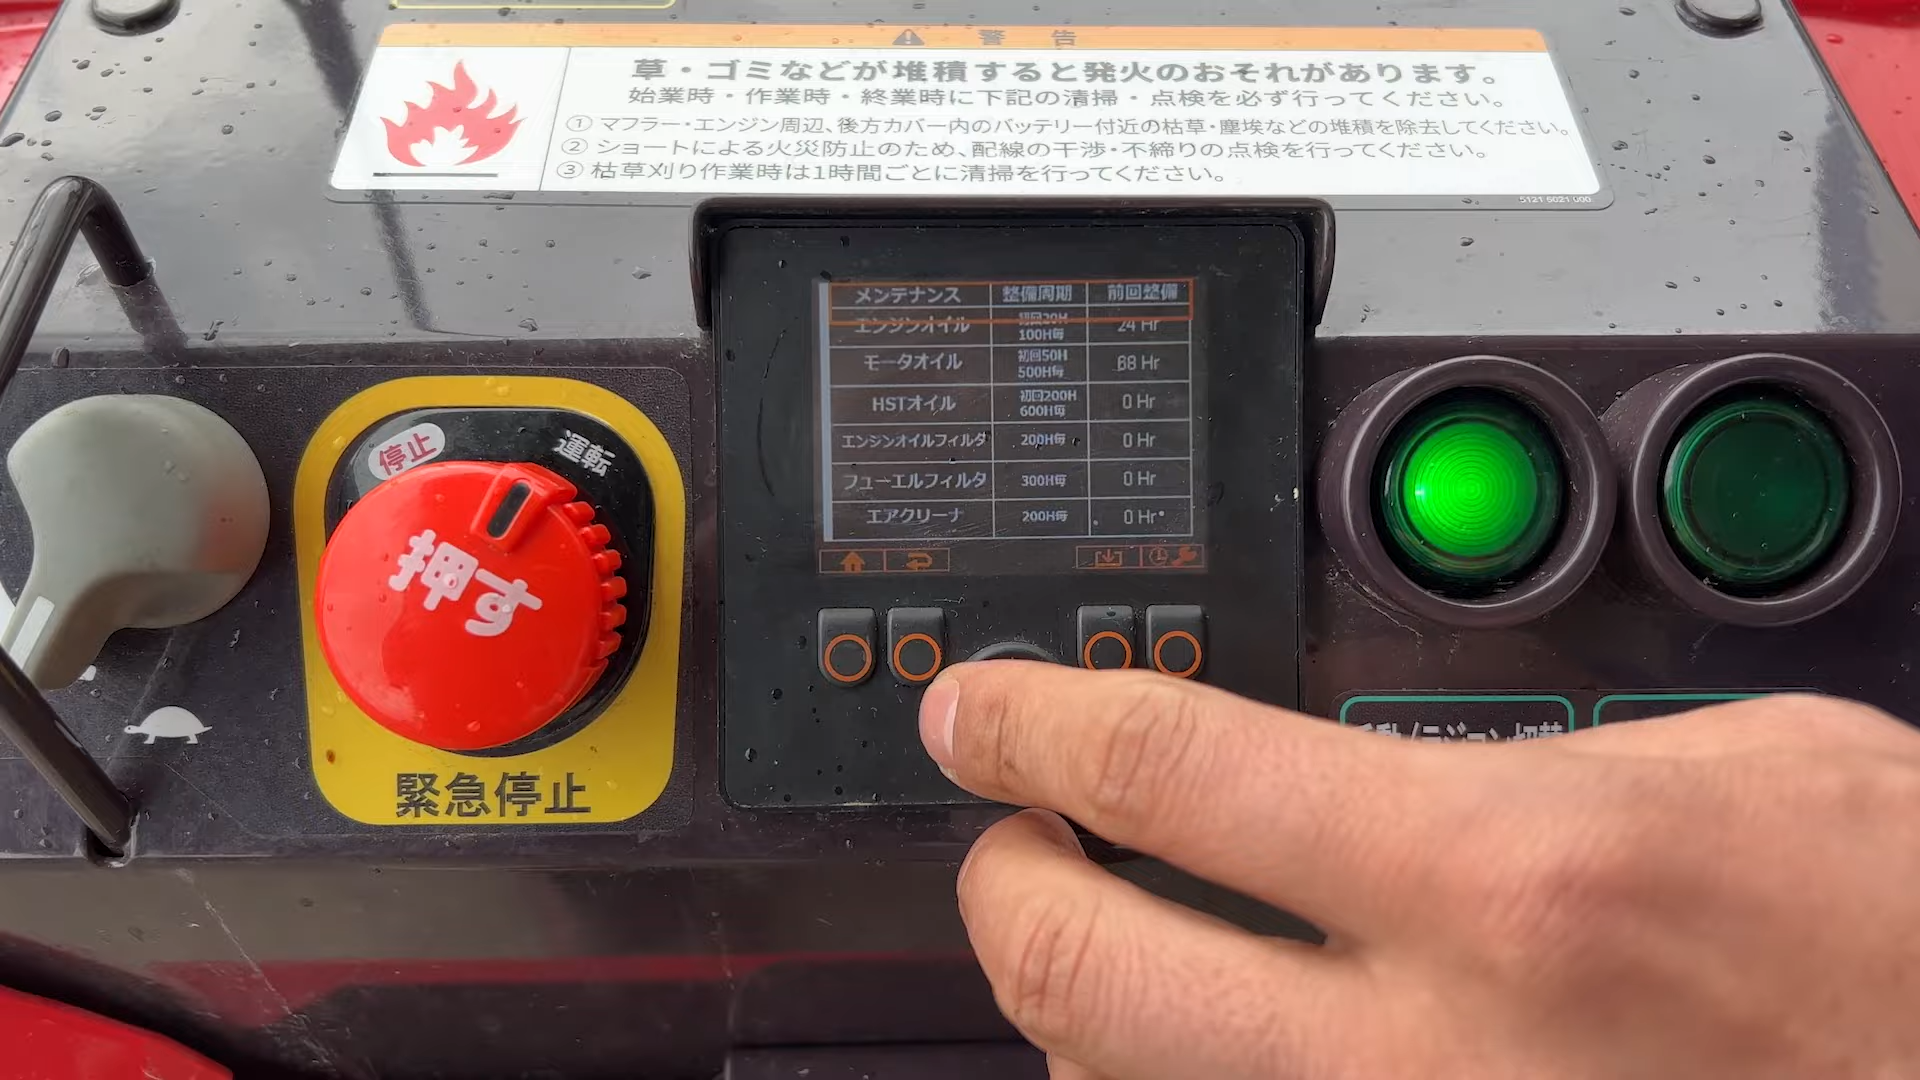 警 告
草・ゴミなどが堆積すると発火のおそれがあります。
始業時・作業時・終業時に下記の清掃・点検を必ず行ってください。
① マフラー・エンジン周辺、後方カバー内のバッテリー付近の枯草・塵埃などの堆積を除去してください。
② ショートによる火災防止のため、配線の干渉・不締りの点検を行ってください。
③ 枯草刈り作業時は1時間ごとに清掃を行ってください。
5121 6021 000
メンテナンス 整備周期 前回整備
エンジンオイル 初回20H 100H毎 24 Hr
モータオイル 初回50H 500H毎 68 Hr
HSTオイル 初回200H 600H毎 0 Hr
エンジンオイルフィルタ 200H毎 0 Hr
フューエルフィルタ 300H毎 0 Hr
エアクリーナ 200H毎 0 Hr
停止 運転
押す
緊急停止